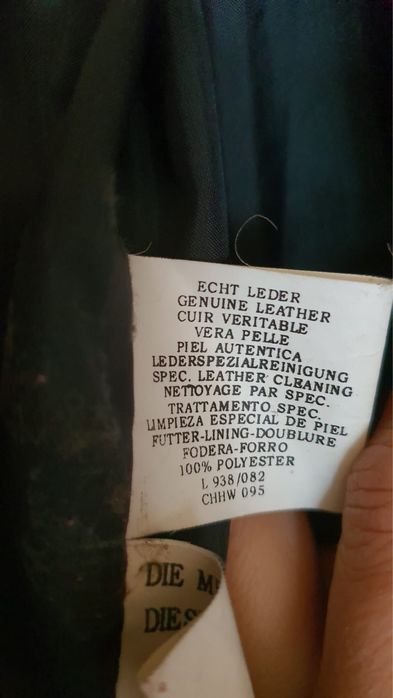 ECHT LEDER
GENUINE LEATHER
CUIR VERITABLE
VERA PELLE
PIEL AUTENTICA
LEDERSPEZIALREINIGUNG
SPEC. LEATHER CLEANING
NETTOYAGE PAR SPEC.
TRATTAMENTO SPEC.
LIMPIEZA ESPECIAL DE PIEL
FUTTER-LINING-DOUBLURE
FODERA-FORRO
100% POLYESTER
L 938/082
CHHW 095
DIE